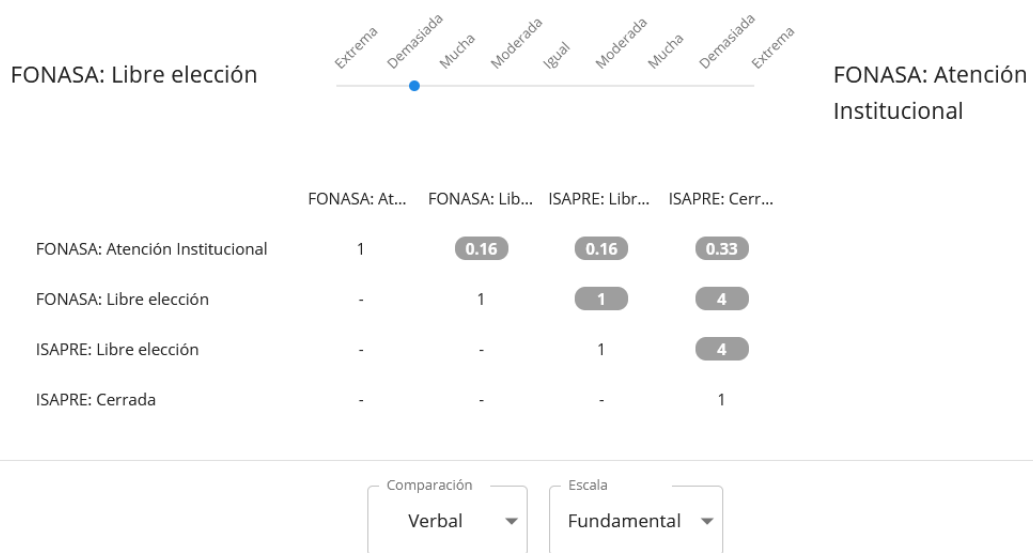 Extrema
Demasiada
Mucha
Moderada
Igual
Moderada
Mucha
Demasiada
Extrema
FONASA: Libre elección
FONASA: Atención
Institucional
FONASA: At... FONASA: Lib... ISAPRE: Libr... ISAPRE: Cerr...
FONASA: Atención Institucional 1 0.16 0.16 0.33
FONASA: Libre elección - 1 1 4
ISAPRE: Libre elección - - 1 4
ISAPRE: Cerrada - - - 1
Comparación Escala
Verbal Fundamental